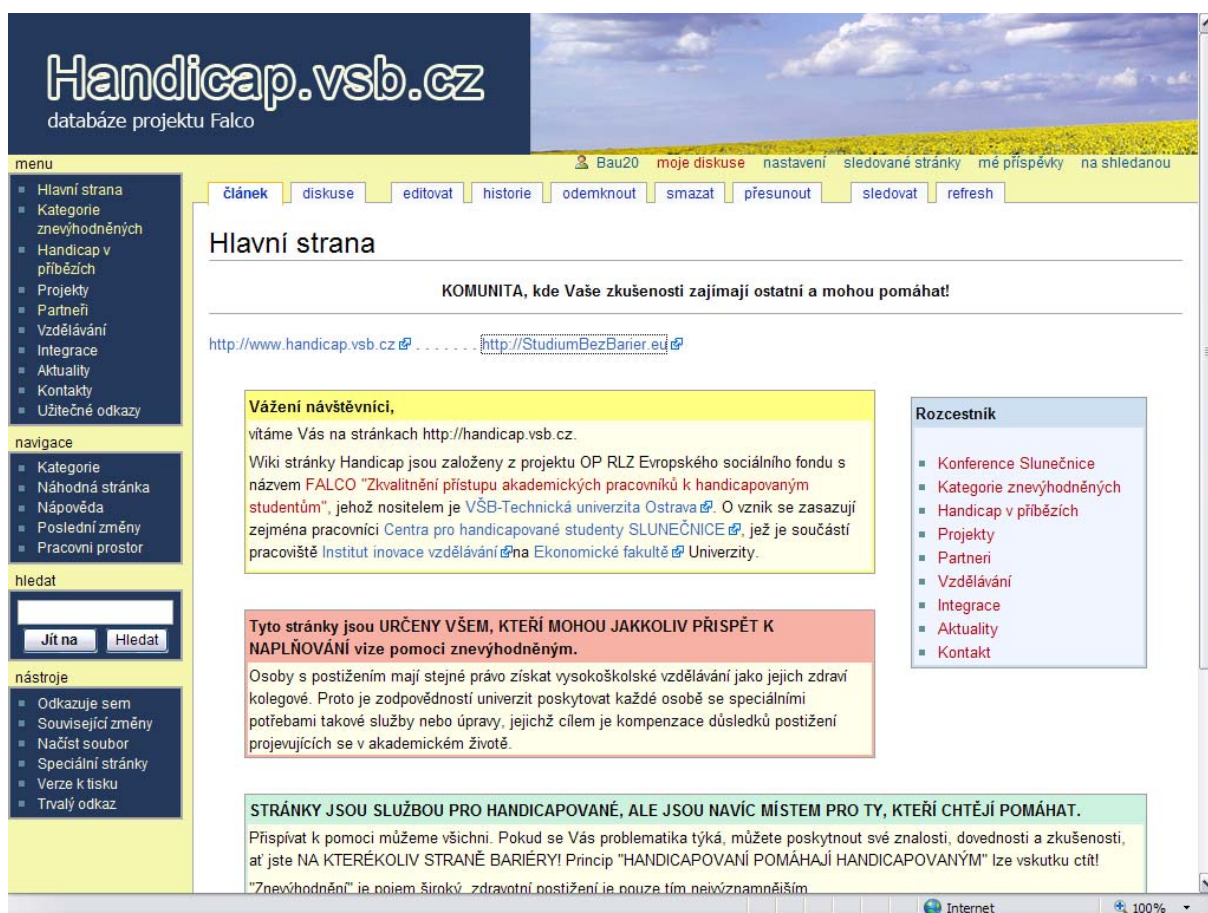 Handicap.vsb.cz
databáze projektu Falco
Bau20 moje diskuse nastavení sledované stránky mé příspěvky na shledanou
menu
Hlavní strana
Kategorie
znevýhodněných
Handicap v
příbězích
Projekty
Partneři
Vzdělávání
Integrace
Aktuality
Kontakty
Užitečné odkazy
navigace
Kategorie
Náhodná stránka
Nápověda
Poslední změny
Pracovni prostor
hledat
Jít na Hledat
nástroje
Odkazuje sem
Související změny
Načíst soubor
Speciální stránky
Verze k tisku
Trvalý odkaz
článek diskuse editovat historie odemknout smazat přesunout sledovat refresh
Hlavní strana
KOMUNITA, kde Vaše zkušenosti zajímají ostatní a mohou pomáhat!
http://www.handicap.vsb.cz . . . . . . . http://StudiumBezBarier.eu
Vážení návštěvníci,
vítáme Vás na stránkach http://handicap.vsb.cz.
Wiki stránky Handicap jsou založeny z projektu OP RLZ Evropského sociálního fondu s
názvem FALCO "Zkvalitnění přístupu akademických pracovníků k handicapovaným
studentům", jehož nositelem je VŠB-Technická univerzita Ostrava. O vznik se zasazují
zejména pracovníci Centra pro handicapované studenty SLUNEČNICE, jež je součástí
pracoviště Institut inovace vzdělávání na Ekonomické fakultě Univerzity.
Tyto stránky jsou URČENY VŠEM, KTEŘÍ MOHOU JAKKOLIV PŘISPĚT K
NAPLŇOVÁNÍ vize pomoci znevýhodněným.
Osoby s postižením mají stejné právo získat vysokoškolské vzdělávání jako jejich zdraví
kolegové. Proto je zodpovědností univerzit poskytovat každé osobě se speciálními
potřebami takové služby nebo úpravy, jejichž cílem je kompenzace důsledků postižení
projevujících se v akademickém životě.
Rozcestník
Konference Slunečnice
Kategorie znevýhodněných
Handicap v příbězích
Projekty
Partneri
Vzdělávání
Integrace
Aktuality
Kontakt
STRÁNKY JSOU SLUŽBOU PRO HANDICAPOVANÉ, ALE JSOU NAVÍC MÍSTEM PRO TY, KTEŘÍ CHTĚJÍ POMÁHAT.
Přispívat k pomoci můžeme všichni. Pokud se Vás problematika týká, můžete poskytnout své znalosti, dovednosti a zkušenosti,
ať jste NA KTERÉKOLIV STRANĚ BARIÉRY! Princip "HANDICAPOVANÍ POMÁHAJÍ HANDICAPOVANÝM" lze vskutku ctít!
"Znevýhodnění" je pojem široký, zdravotní postižení je pouze tím nejvýznamnějším
Internet 100%